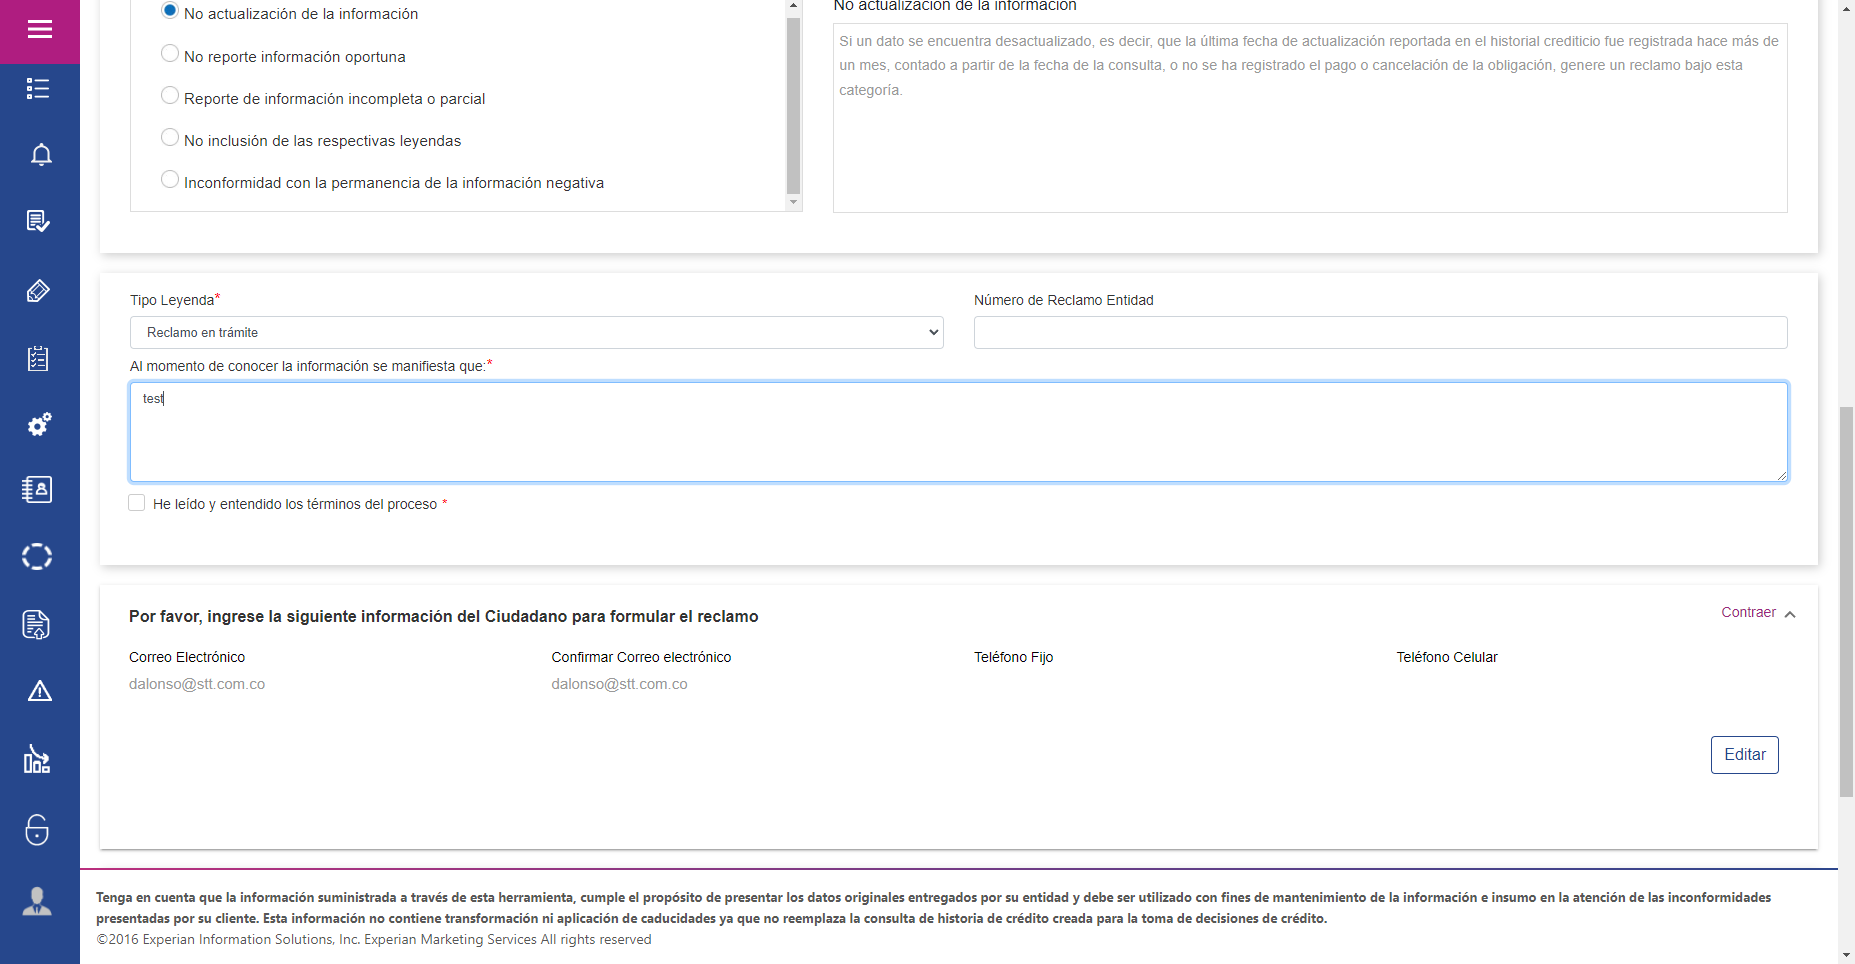 No actualización de la información
No reporte información oportuna
Reporte de información incompleta o parcial
No inclusión de las respectivas leyendas
Inconformidad con la permanencia de la información negativa
No actualización de la información
Si un dato se encuentra desactualizado, es decir, que la última fecha de actualización reportada en el historial crediticio fue registrada hace más de
un mes, contado a partir de la fecha de la consulta, o no se ha registrado el pago o cancelación de la obligación, genere un reclamo bajo esta
categoría.
Tipo Leyenda*
Número de Reclamo Entidad
Reclamo en trámite
Al momento de conocer la información se manifiesta que:*
test
He leído y entendido los términos del proceso *
Por favor, ingrese la siguiente información del Ciudadano para formular el reclamo
Contraer
Correo Electrónico
Confirmar Correo electrónico
Teléfono Fijo
Teléfono Celular
dalonso@stt.com.co
dalonso@stt.com.co
Editar
Tenga en cuenta que la información suministrada a través de esta herramienta, cumple el propósito de presentar los datos originales entregados por su entidad y debe ser utilizado con fines de mantenimiento de la información e insumo en la atención de las inconformidades
presentadas por su cliente. Esta información no contiene transformación ni aplicación de caducidades ya que no reemplaza la consulta de historia de crédito creada para la toma de decisiones de crédito.
©2016 Experian Information Solutions, Inc. Experian Marketing Services All rights reserved